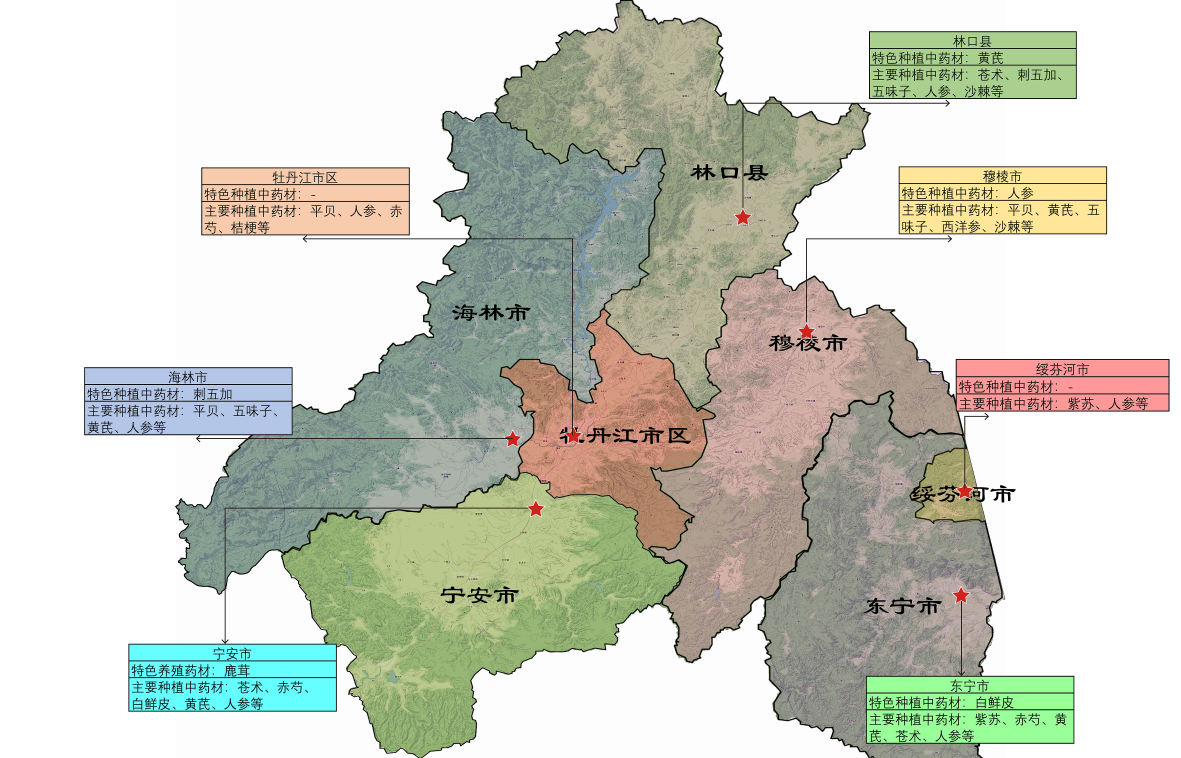 林口县
特色种植中药材：黄芪
主要种植中药材：苍术、刺五加、
五味子、人参、沙棘等
牡丹江市区
特色种植中药材：-
主要种植中药材：平贝、人参、赤
芍、桔梗等
穆棱市
特色种植中药材：人参
主要种植中药材：平贝、黄芪、五
味子、西洋参、沙棘等
林口县
海林市
穆棱市
海林市
特色种植中药材：刺五加
主要种植中药材：平贝、五味子、
黄芪、人参等
绥芬河市
特色种植中药材：-
主要种植中药材：紫苏、人参等
牡丹江市区
绥芬河市
宁安市
东宁市
宁安市
特色养殖药材：鹿茸
主要种植中药材：苍术、赤芍、
白鲜皮、黄芪、人参等
东宁市
特色种植中药材：白鲜皮
主要种植中药材：紫苏、赤芍、黄
芪、苍术、人参等